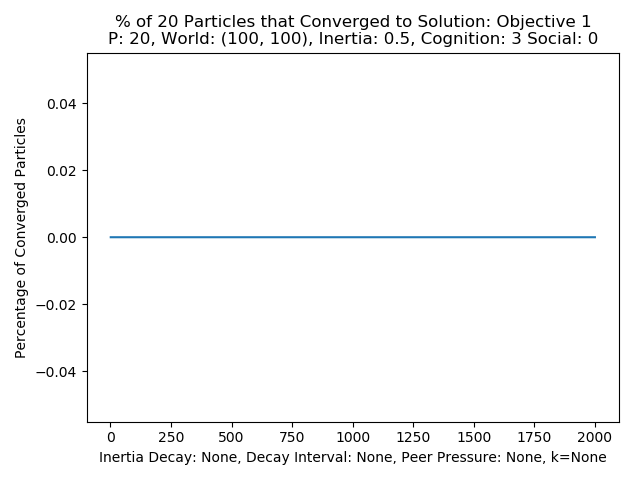 % of 20 Particles that Converged to Solution: Objective 1
P: 20, World: (100, 100), Inertia: 0.5, Cognition: 3 Social: 0
Percentage of Converged Particles
0.04
0.02
0.00
−0.02
−0.04
0 250 500 750 1000 1250 1500 1750 2000
Inertia Decay: None, Decay Interval: None, Peer Pressure: None, k=None